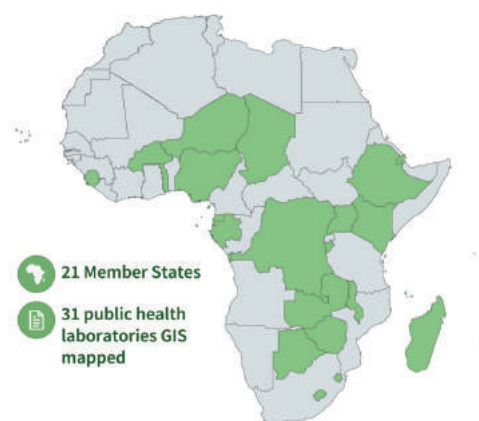 21 Member States
31 public health
laboratories GIS
mapped